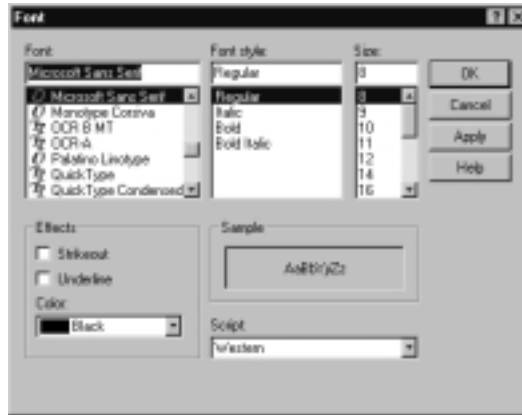 Font
Font:
Microsoft Sans Serif
Microsoft Sans Serif
Monotype Corsiva
OCR B MT
OCR-A
Palatino Linotype
QuickType
QuickType Condensed
Font style:
Regular
Regular
Italic
Bold
Bold Italic
Size:
8
8
9
10
11
12
14
16
OK
Cancel
Apply
Help
Effects
Strikeout
Underline
Color:
Black
Sample
AaBbYyZz
Script:
Western